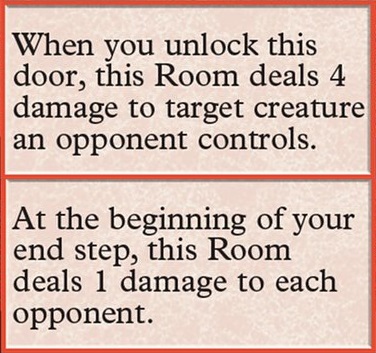 When you unlock this
door, this Room deals 4
damage to target creature
an opponent controls.
At the beginning of your
end step, this Room
deals 1 damage to each
opponent.